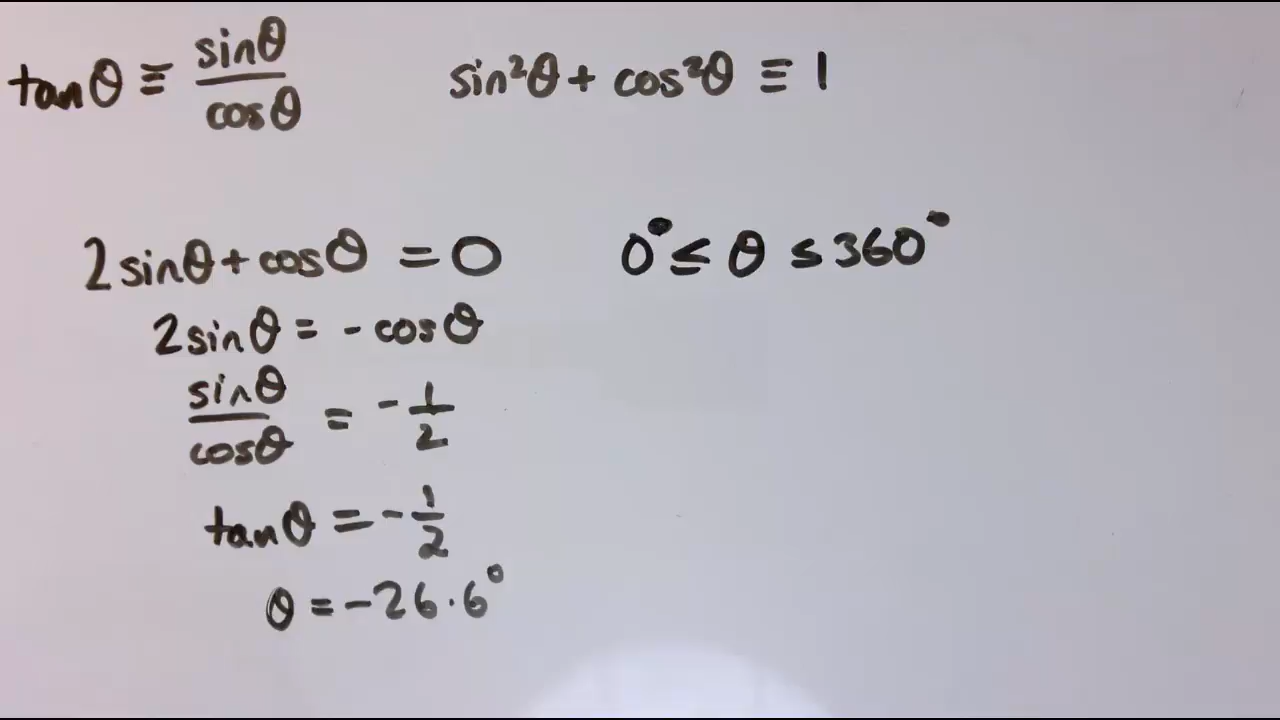 tanθ ≡ sinθ/cosθ    sin²θ + cos²θ ≡ 1
2sinθ + cosθ = 0    0° ≤ θ ≤ 360°
2sinθ = -cosθ
sinθ/cosθ = -1/2
tanθ = -1/2
θ = -26·6°